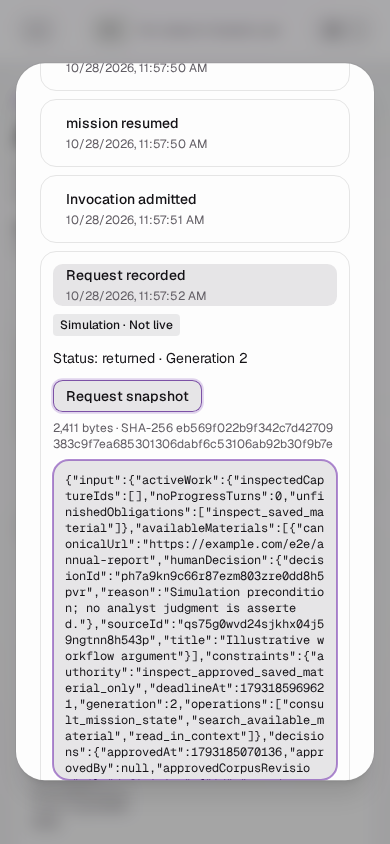 10/28/2026, 11:57:50 AM
mission resumed
10/28/2026, 11:57:50 AM
Invocation admitted
10/28/2026, 11:57:51 AM
Request recorded
10/28/2026, 11:57:52 AM
Simulation · Not live
Status: returned · Generation 2
Request snapshot
2,411 bytes · SHA-256 eb569f022b9f342c7d42709
383c9f7ea685301306dabf6c53106ab92b30f9b7e
{"input":{"activeWork":{"inspectedCap
tureIds":[],"noProgressTurns":0,"unfi
nishedObligations":["inspect_saved_ma
terial"]},"availableMaterials":[{"can
onicalUrl":"https://example.com/e2e/a
nnual-report","humanDecision":{"decis
ionId":"ph7a9kn9c66r87ezm803zre0dd8h5
pvr","reason":"Simulation preconditio
n; no analyst judgment is asserte
d."},"sourceId":"qs75g0wvd24sjkhx04j5
9ngtnn8h543p","title":"Illustrative w
orkflow argument"}],"constraints":{"a
uthority":"inspect_approved_saved_mat
erial_only","deadlineAt":179318596962
1,"generation":2,"operations":["consu
lt_mission_state","search_available_m
aterial","read_in_context"]},"decisio
ns":{"approvedAt":1793185070136,"appr
ovedBy":null,"approvedCorpusRevisio